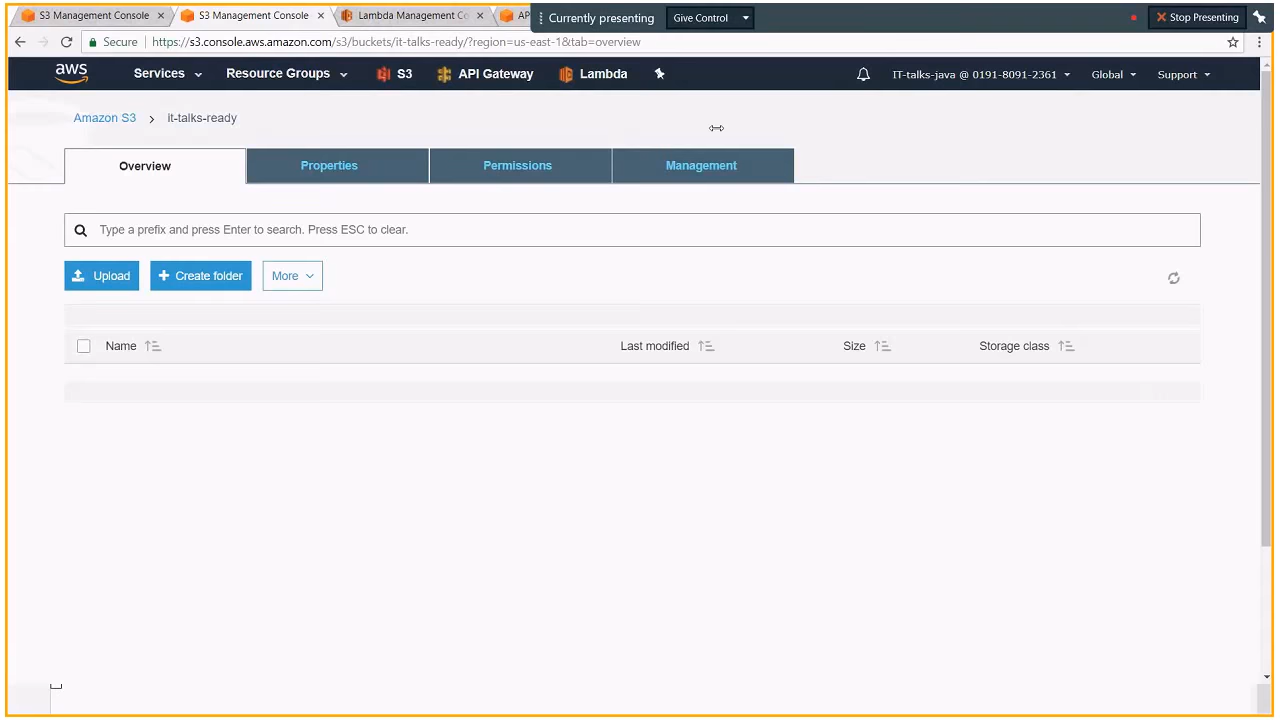 S3 Management Console
S3 Management Console
Lambda Management Co
AP
Currently presenting
Give Control
Stop Presenting
Secure
https://s3.console.aws.amazon.com/s3/buckets/it-talks-ready/?region=us-east-1&tab=overview
aws
Services
Resource Groups
S3
API Gateway
Lambda
IT-talks-java @ 0191-8091-2361
Global
Support
Amazon S3
it-talks-ready
Overview
Properties
Permissions
Management
Type a prefix and press Enter to search. Press ESC to clear.
Upload
Create folder
More
Name
Last modified
Size
Storage class